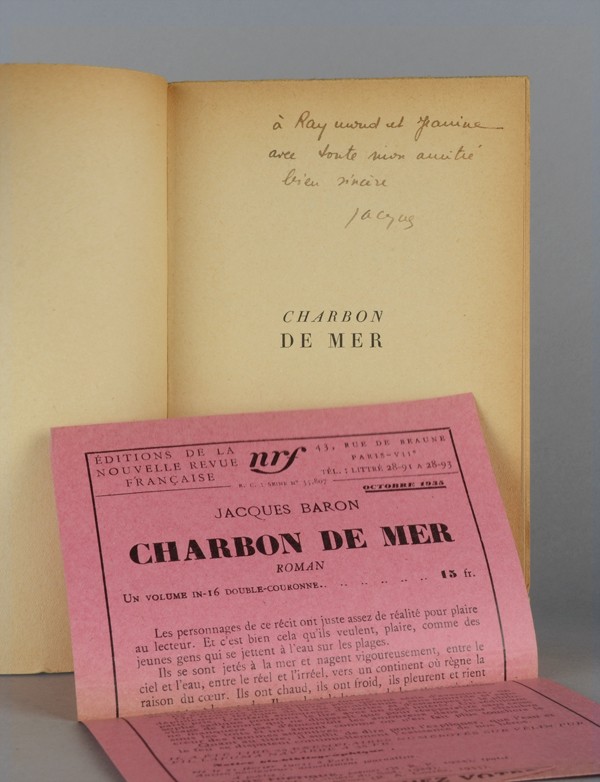 à Raymond et Jeanine
avec toute mon amitié
bien sincère
Jacques
CHARBON
DE MER
ÉDITIONS DE LA
NOUVELLE REVUE
FRANÇAISE
nrf
43, RUE DE BEAUNE
PARIS-VIIe
TÉL. : LITTRÉ 28-91 A 28-93
R. C. : SEINE Nº 35.807
OCTOBRE 1935
JACQUES BARON
CHARBON DE MER
ROMAN
UN VOLUME IN-16 DOUBLE-COURONNE.. .. .. .. .. .. 15 fr.
Les personnages de ce récit ont juste assez de réalité pour plaire
au lecteur. Et c'est bien cela qu'ils veulent, plaire, comme des
jeunes gens qui se jettent à l'eau sur les plages.
Ils se sont jetés à la mer et nagent vigoureusement, entre le
ciel et l'eau, entre le réel et l'irréel, vers un continent où règne la
raison du cœur. Ils ont chaud, ils ont froid, ils pleurent et rient